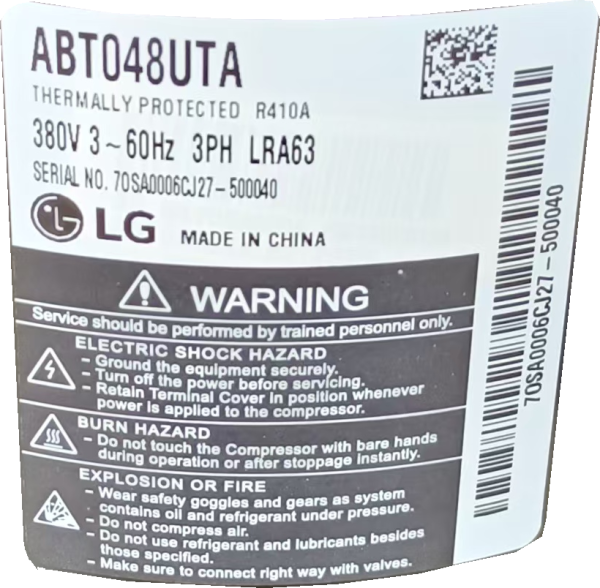 ABT048UTA
THERMALLY PROTECTED R410A
380V 3~60Hz 3PH LRA63
SERIAL NO. 70SA0006CJ27-500040
LG MADE IN CHINA
WARNING
Service should be performed by trained personnel only.
ELECTRIC SHOCK HAZARD
- Ground the equipment securely.
- Turn off the power before servicing.
- Retain Terminal Cover in position whenever
power is applied to the compressor.
BURN HAZARD
- Do not touch the Compressor with bare hands
during operation or after stoppage instantly.
EXPLOSION OR FIRE
- Wear safety goggles and gears as system
contains oil and refrigerant under pressure.
- Do not compress air.
- Do not use refrigerant and lubricants besides
those specified.
- Make sure to connect right way with valves.
70SA0006CJ27-500040